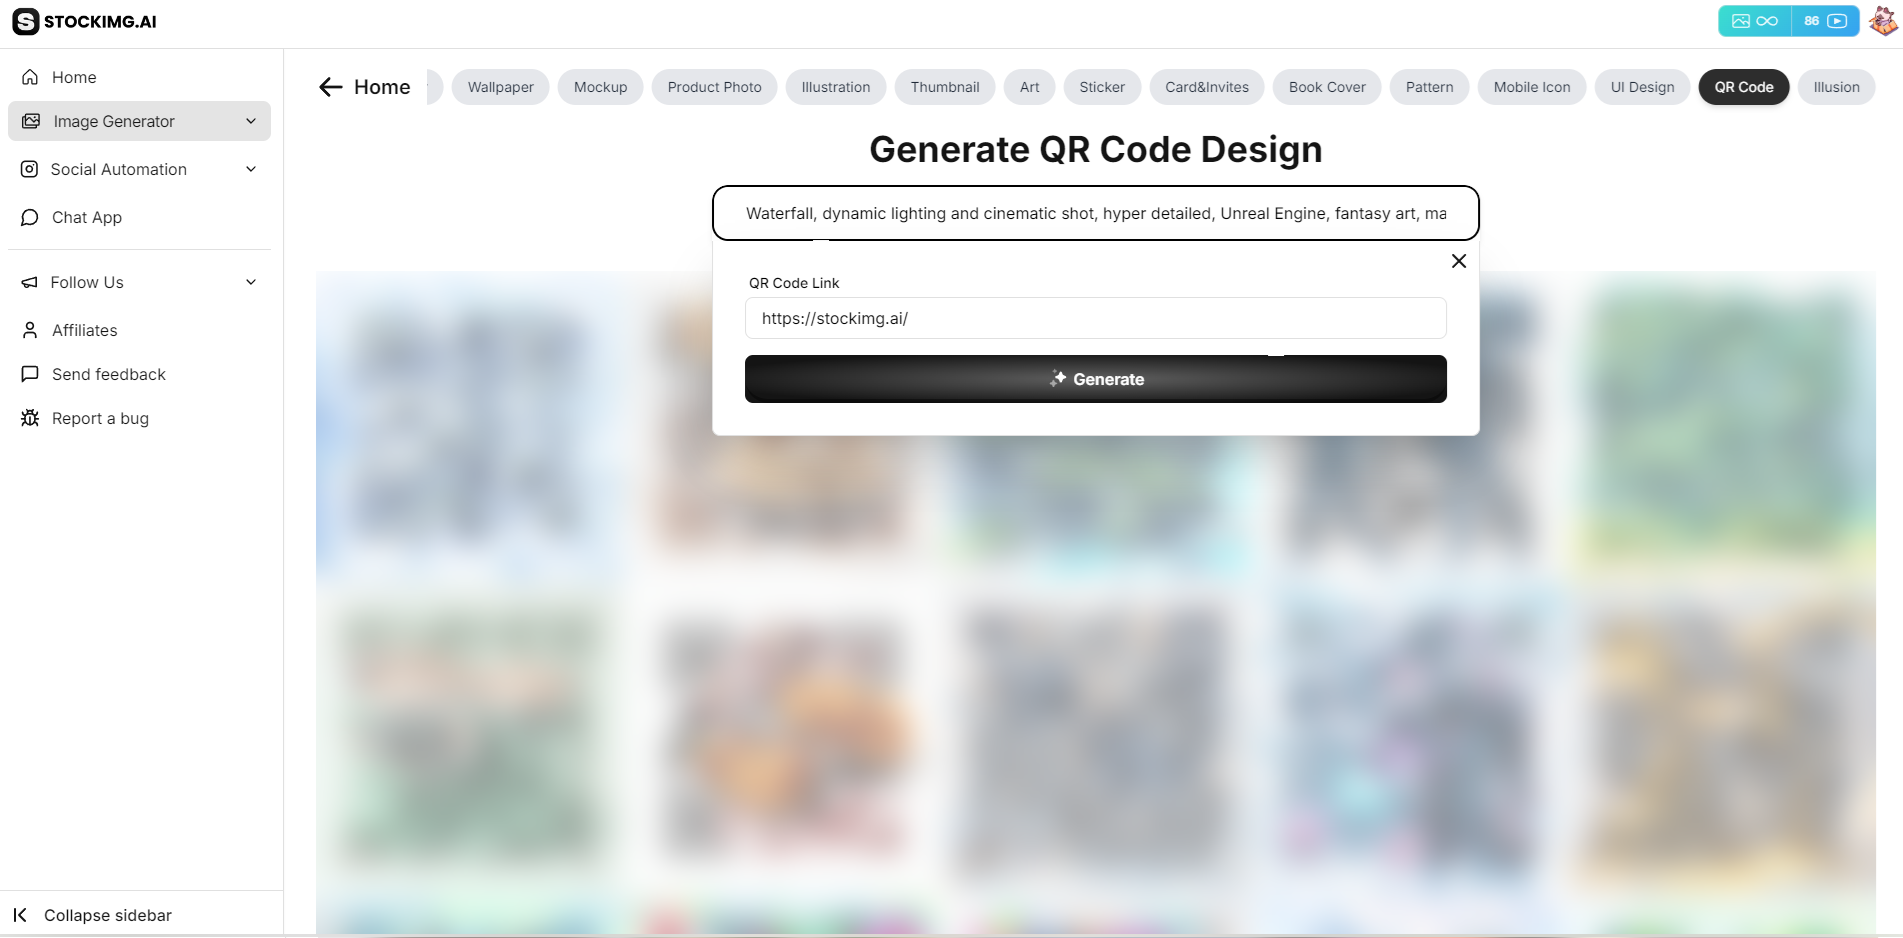 STOCKIMG.AI
86
Home
Image Generator
Social Automation
Chat App
Follow Us
Affiliates
Send feedback
Report a bug
Collapse sidebar
Home
Wallpaper
Mockup
Product Photo
Illustration
Thumbnail
Art
Sticker
Card&Invites
Book Cover
Pattern
Mobile Icon
UI Design
QR Code
Illusion
Generate QR Code Design
Waterfall, dynamic lighting and cinematic shot, hyper detailed, Unreal Engine, fantasy art, ma
QR Code Link
https://stockimg.ai/
Generate